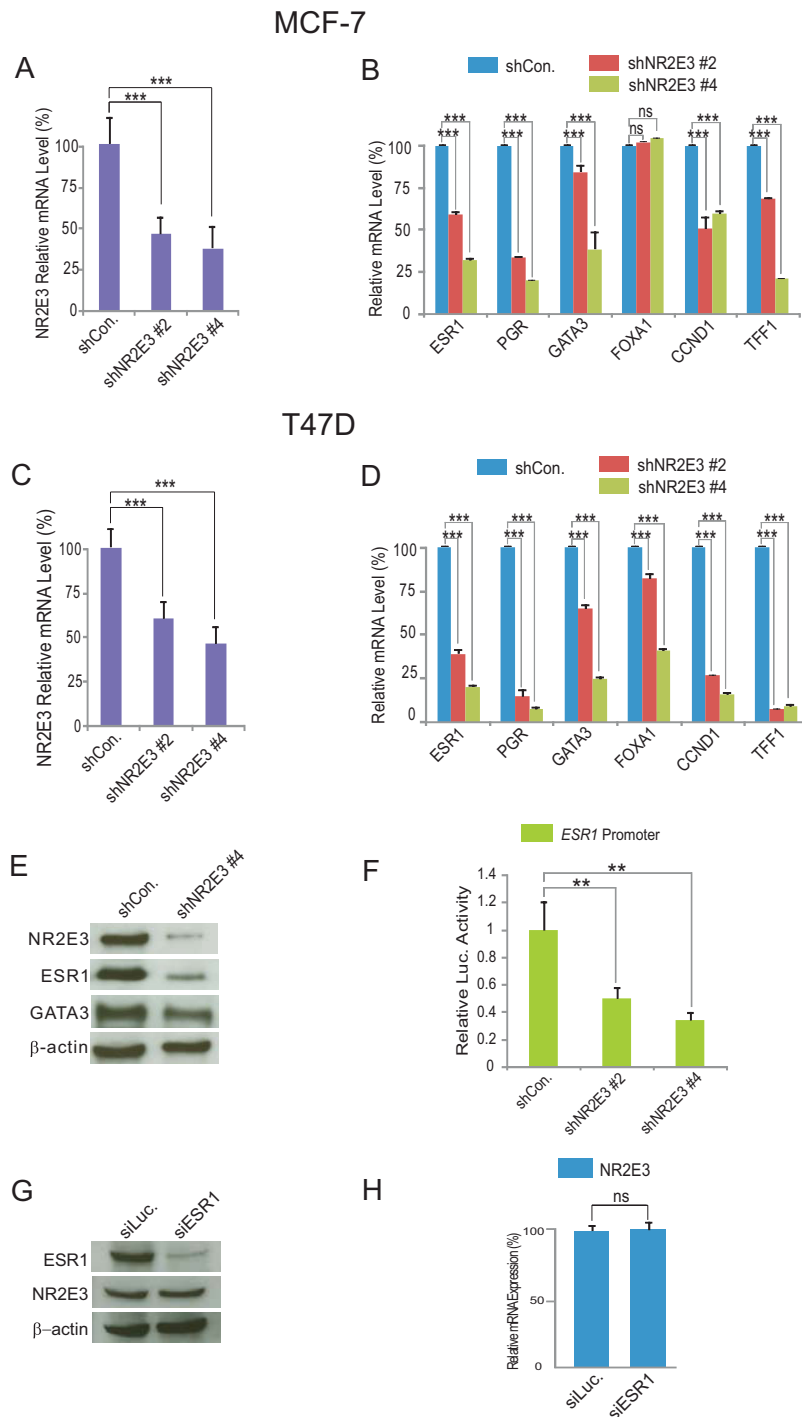 MCF-7
A
NR2E3 Relative mRNA Level (%)
100
75
50
25
0
***
***
shCon.
shNR2E3 #2
shNR2E3 #4
B
shCon.
shNR2E3 #2
shNR2E3 #4
Relative mRNA Level (%)
100
75
50
25
0
***
***
***
***
***
***
ns
ns
***
***
***
***
ESR1
PGR
GATA3
FOXA1
CCND1
TFF1
T47D
C
NR2E3 Relative mRNA Level (%)
100
75
50
25
0
***
***
shCon.
shNR2E3 #2
shNR2E3 #4
D
shCon.
shNR2E3 #2
shNR2E3 #4
Relative mRNA Level (%)
100
75
50
25
0
***
***
***
***
***
***
***
***
***
***
***
***
ESR1
PGR
GATA3
FOXA1
CCND1
TFF1
E
shCon.
shNR2E3 #4
NR2E3
ESR1
GATA3
β-actin
F
ESR1 Promoter
Relative Luc. Activity
1.4
1.2
1
0.8
0.6
0.4
0.2
0
**
**
shCon.
shNR2E3 #2
shNR2E3 #4
G
siLuc.
siESR1
ESR1
NR2E3
β–actin
H
NR2E3
Relative mRNA Expression (%)
100
50
0
ns
siLuc.
siESR1